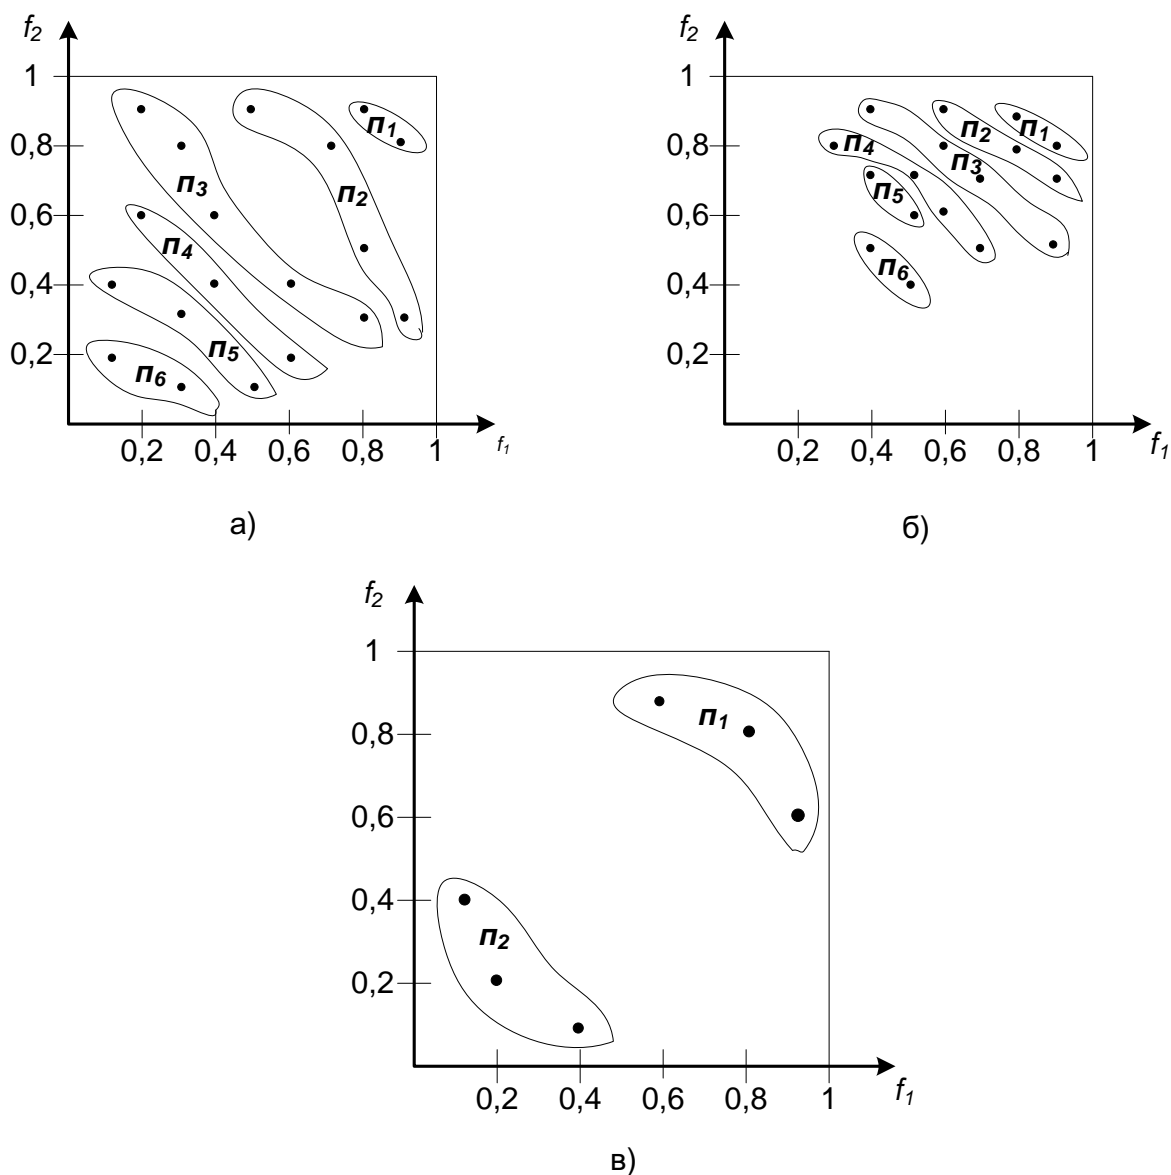 f2 f2
1 1
П1 П2 П1
0,8 0,8 П4
П3 П2 П3
П5
0,6 0,6
П4
П6
0,4 0,4
П5
0,2 0,2
П6
0,2 0,4 0,6 0,8 1 f1 0,2 0,4 0,6 0,8 1 f1
а) б)
f2
1
П1
0,8
0,6
0,4
П2
0,2
0,2 0,4 0,6 0,8 1 f1
в)